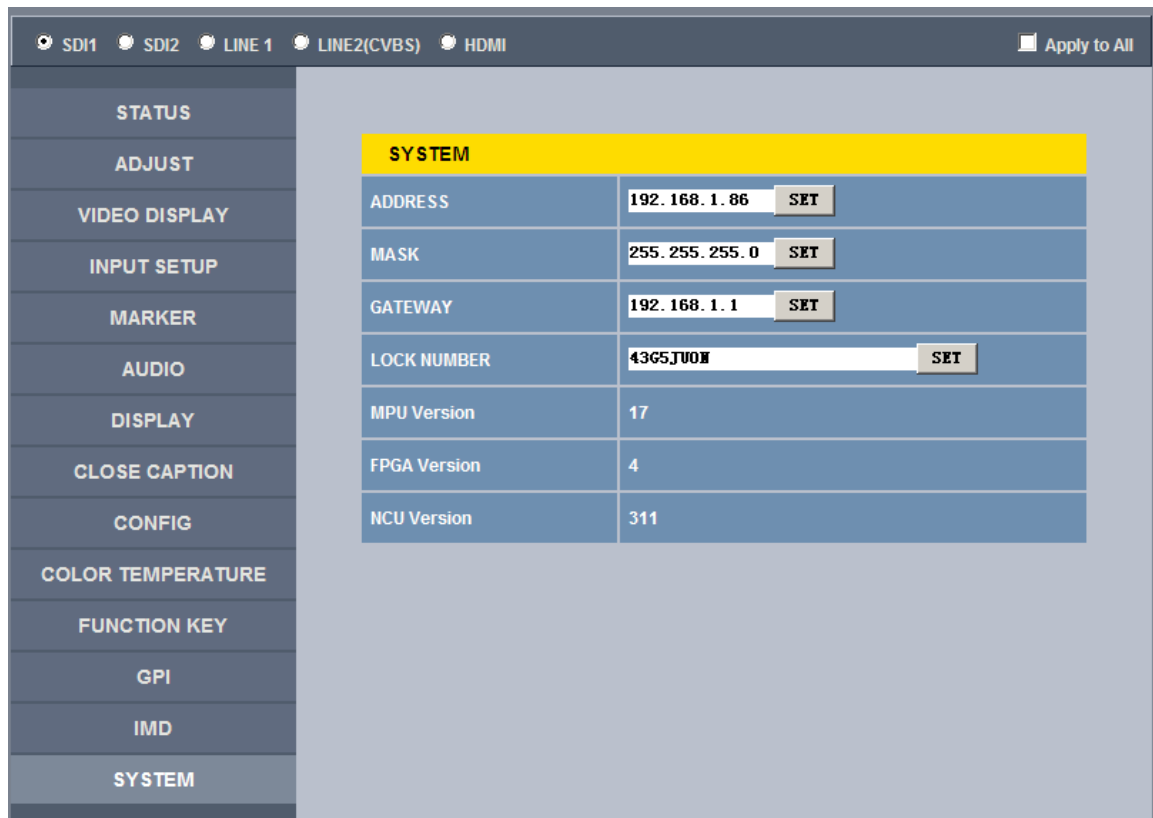 SDI1 SDI2 LINE 1 LINE2(CVBS) HDMI Apply to All
STATUS
ADJUST
VIDEO DISPLAY
INPUT SETUP
MARKER
AUDIO
DISPLAY
CLOSE CAPTION
CONFIG
COLOR TEMPERATURE
FUNCTION KEY
GPI
IMD
SYSTEM
SYSTEM
ADDRESS 192.168.1.86 SET
MASK 255.255.255.0 SET
GATEWAY 192.168.1.1 SET
LOCK NUMBER SET
MPU Version 17
FPGA Version 4
NCU Version 311